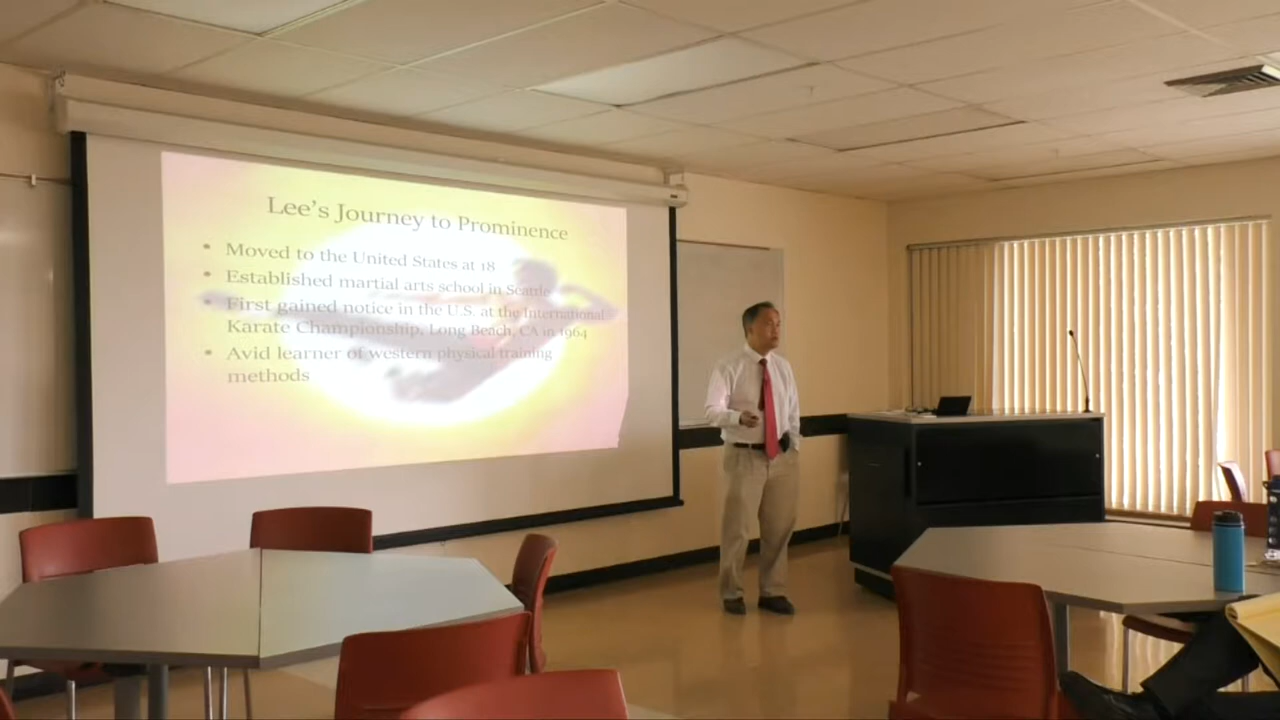 Lee's Journey to Prominence
• Moved to the United States at 18
• Established martial arts school in Seattle
• First gained notice in the U.S. at the International
Karate Championship, Long Beach, CA in 1964
• Avid learner of western physical training
methods